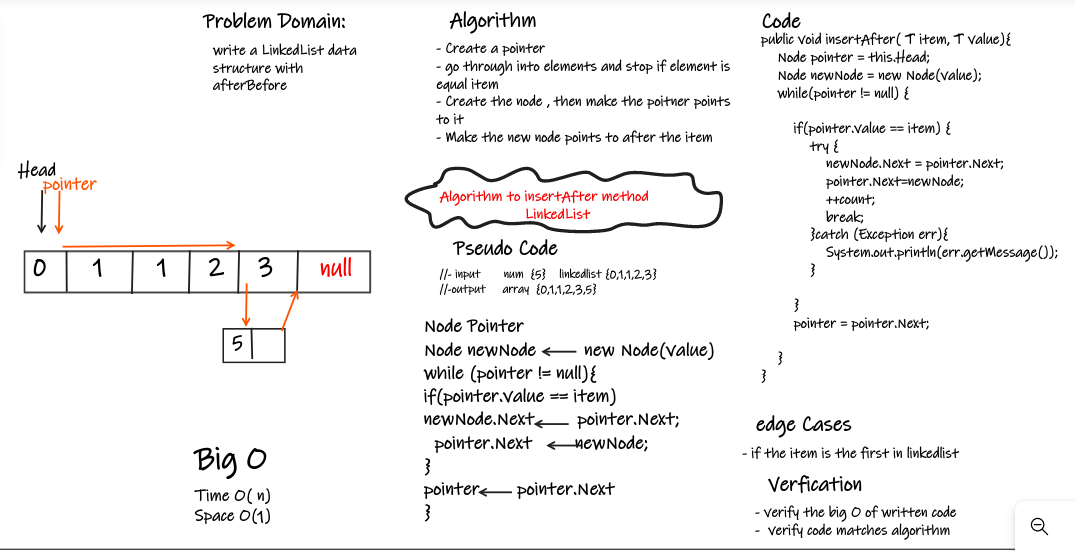 Problem Domain:
write a LinkedList data
structure with
afterBefore
Head
pointer
0 1 1 2 3 null
5
Big O
Time O( n)
Space O(1)
Algorithm
- Create a pointer
- go through into elements and stop if element is
equal item
- Create the node , then make the poitner points
to it
- Make the new node points to after the item
Algorithm to insertAfter method
LinkedList
Pseudo Code
//- input num {5} linkedlist {0,1,1,2,3}
//-output array {0,1,1,2,3,5}
Node Pointer
Node newNode ← new Node(value)
while (pointer != null){
if(pointer.value == item)
newNode.Next ← pointer.Next;
pointer.Next ← newNode;
}
pointer ← pointer.Next
}
Code
public void insertAfter( T item, T value){
Node pointer = this.Head;
Node newNode = new Node(value);
while(pointer != null) {
if(pointer.value == item) {
try {
newNode.Next = pointer.Next;
pointer.Next=newNode;
++count;
break;
}catch (Exception err){
System.out.println(err.getMessage());
}
}
pointer = pointer.Next;
}
}
edge Cases
- if the item is the first in linkedlist
Verfication
- verify the big O of written code
- verify code matches algorithm